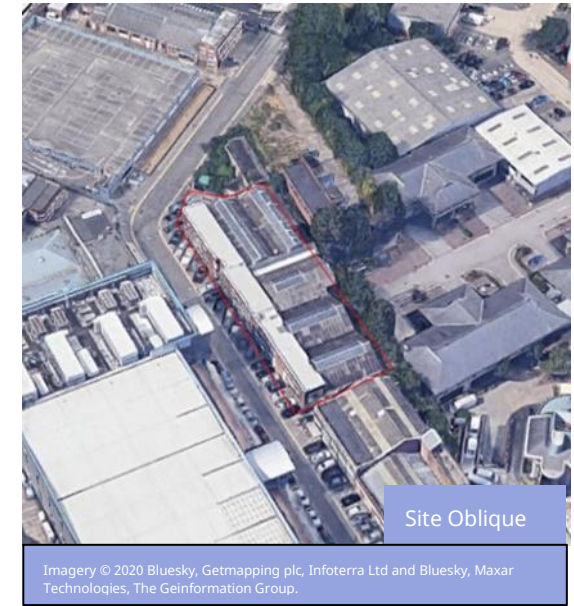 Site Oblique
Imagery © 2020 Bluesky, Getmapping plc, Infoterra Ltd and Bluesky, Maxar
Technologies, The Geinformation Group.